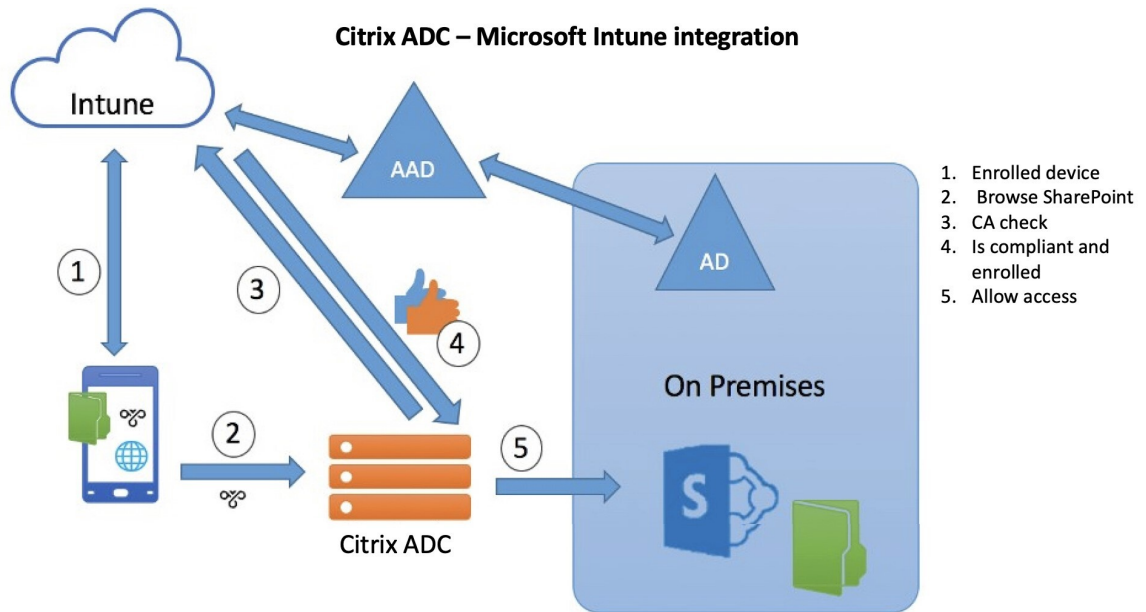 Citrix ADC – Microsoft Intune integration
Intune
AAD
AD
1
3
4
2
5
On Premises
S
Citrix ADC
1. Enrolled device
2. Browse SharePoint
3. CA check
4. Is compliant and
enrolled
5. Allow access